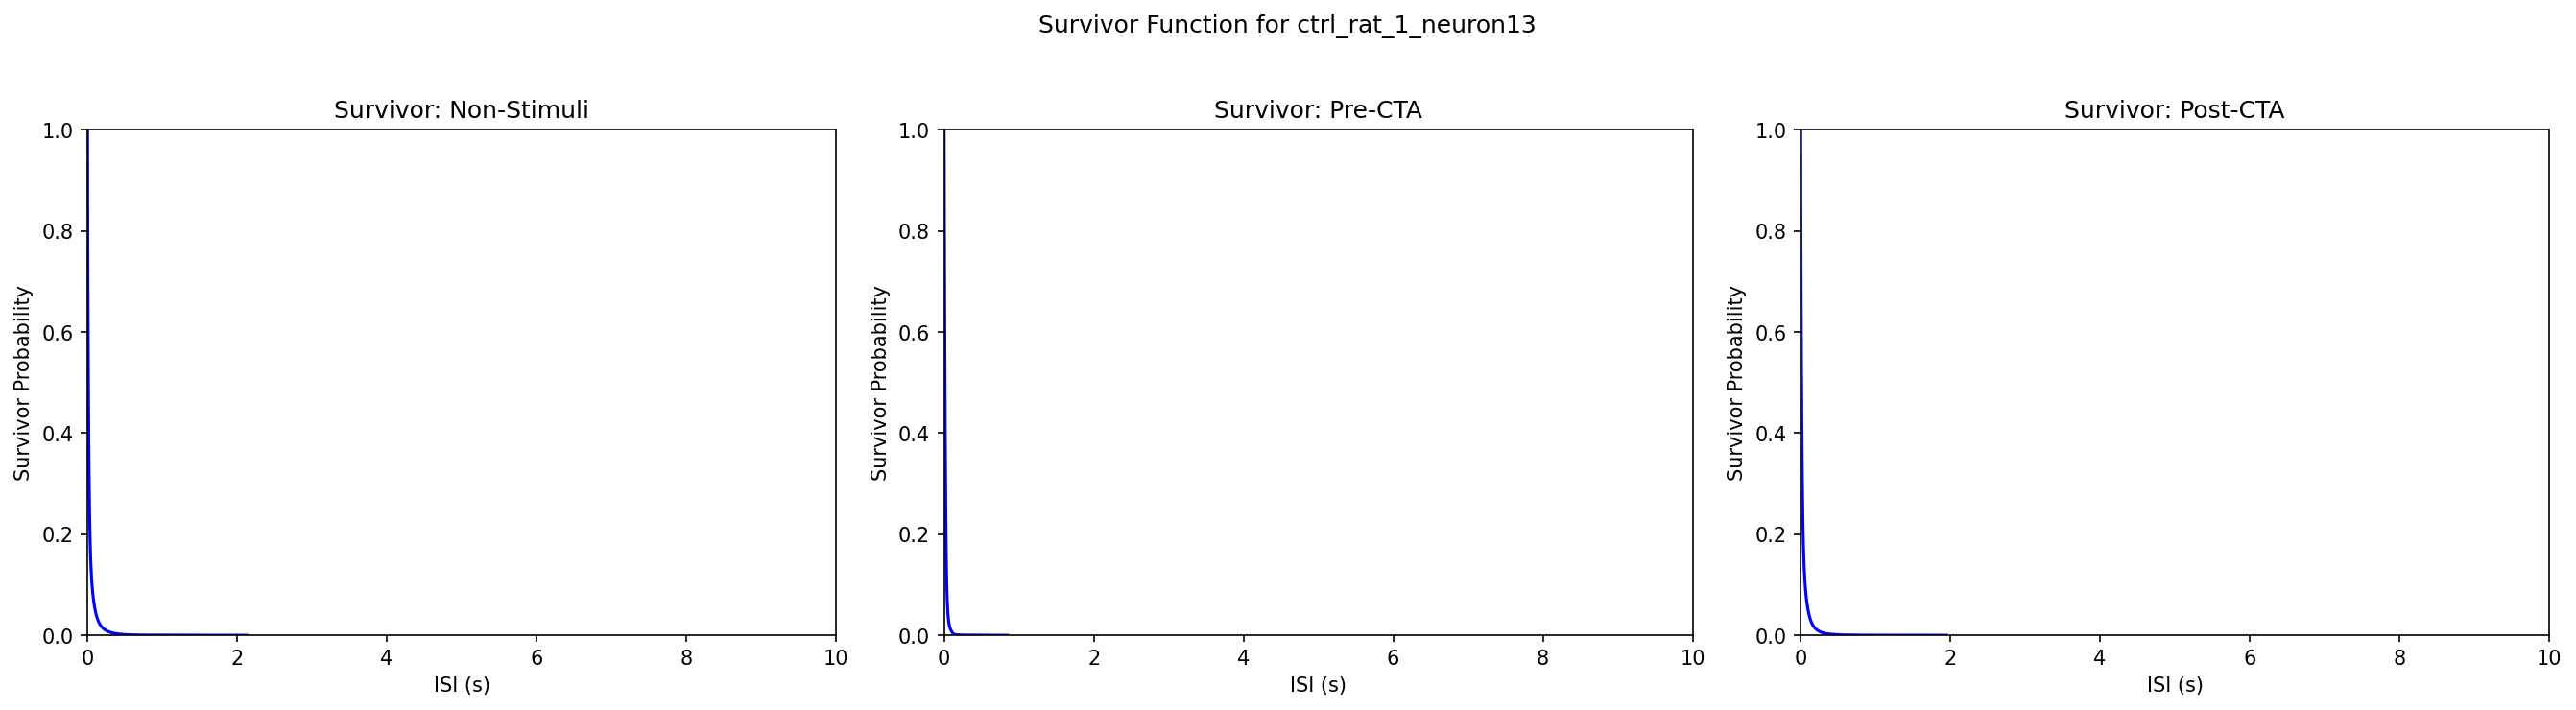 Survivor Function for ctrl_rat_1_neuron13
Survivor: Non-Stimuli
Survivor: Pre-CTA
Survivor: Post-CTA
Survivor Probability
1.0
0.8
0.6
0.4
0.2
0.0
0 2 4 6 8 10
ISI (s)
Survivor Probability
1.0
0.8
0.6
0.4
0.2
0.0
0 2 4 6 8 10
ISI (s)
Survivor Probability
1.0
0.8
0.6
0.4
0.2
0.0
0 2 4 6 8 10
ISI (s)